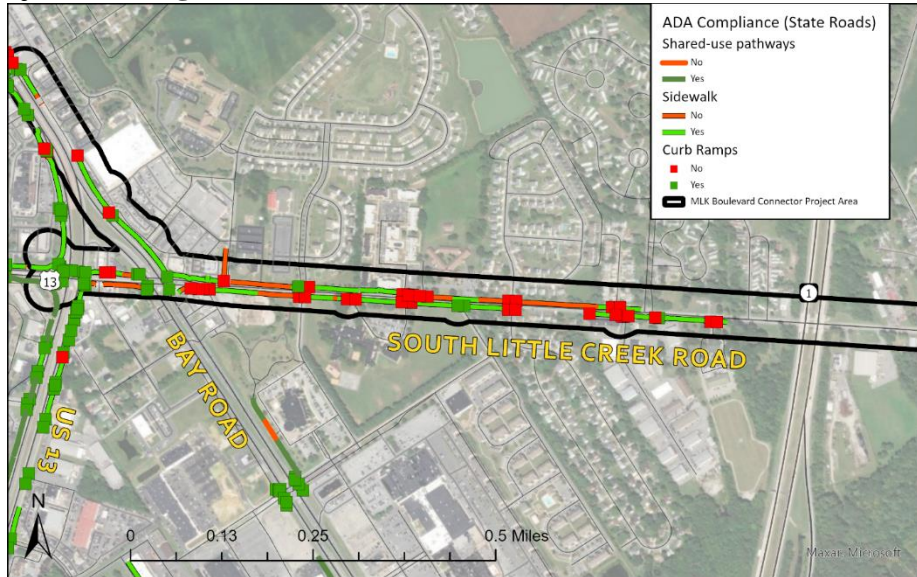 ADA Compliance (State Roads)
Shared-use pathways
No
Yes
Sidewalk
No
Yes
Curb Ramps
No
Yes
MLK Boulevard Connector Project Area
13
1
SOUTH LITTLE CREEK ROAD
BAY ROAD
US 13
N
0 0.13 0.25 0.5 Miles
Maxar, Microsoft